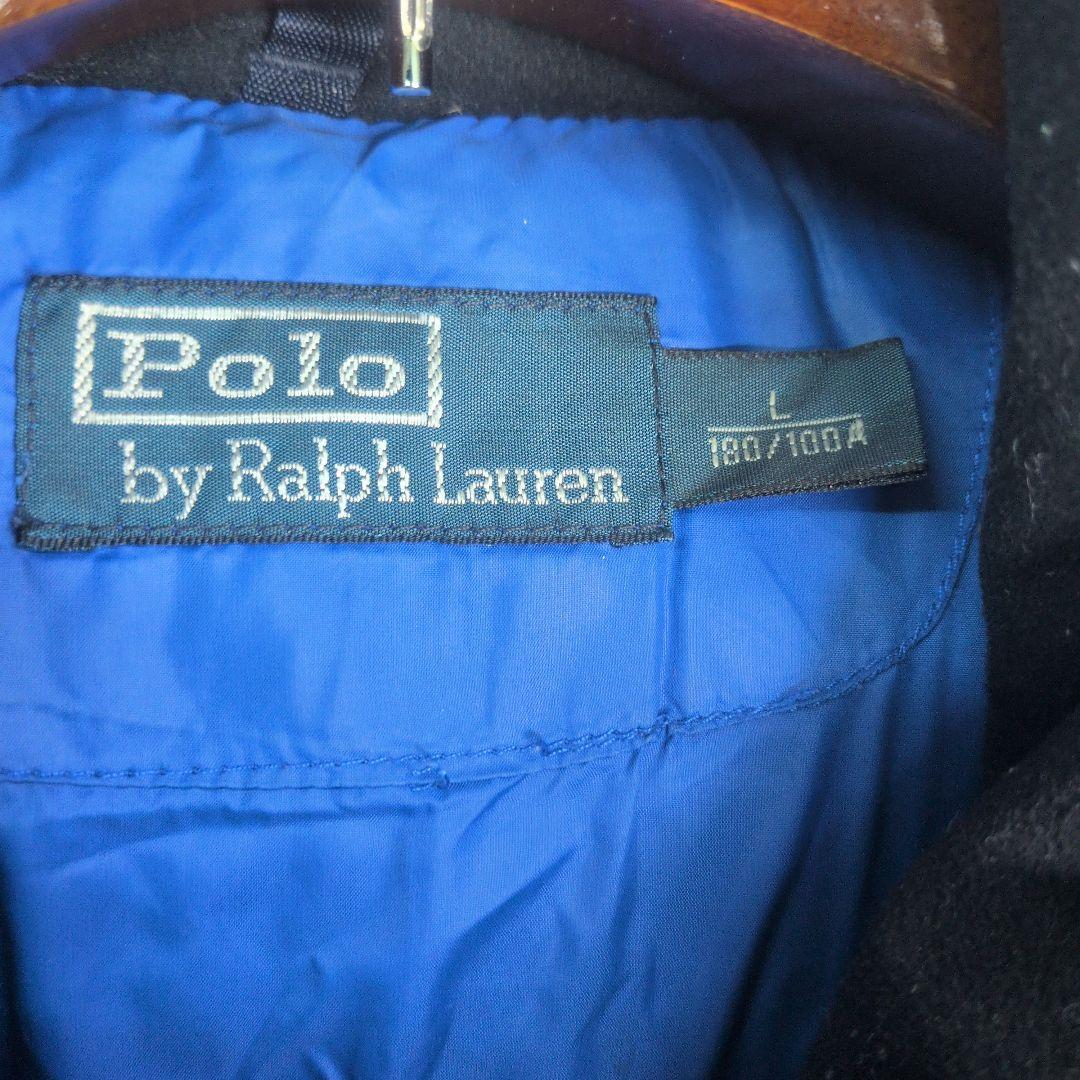 Polo
by Ralph Lauren
L
180/100A